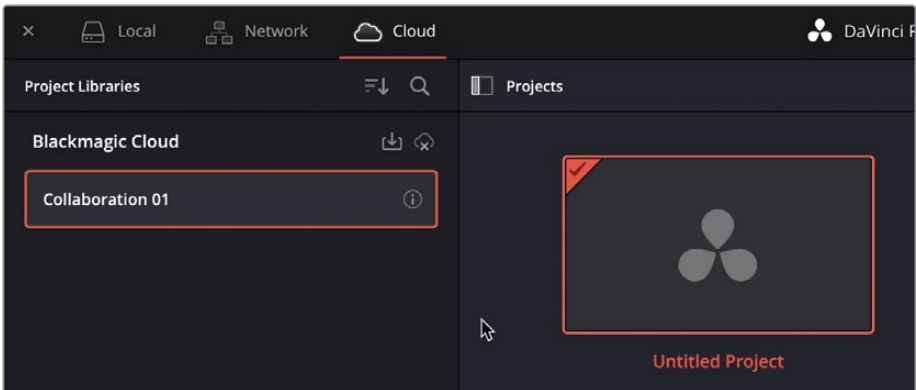 Local
Network
Cloud
DaVinci
Project Libraries
Projects
Blackmagic Cloud
Collaboration 01
Untitled Project